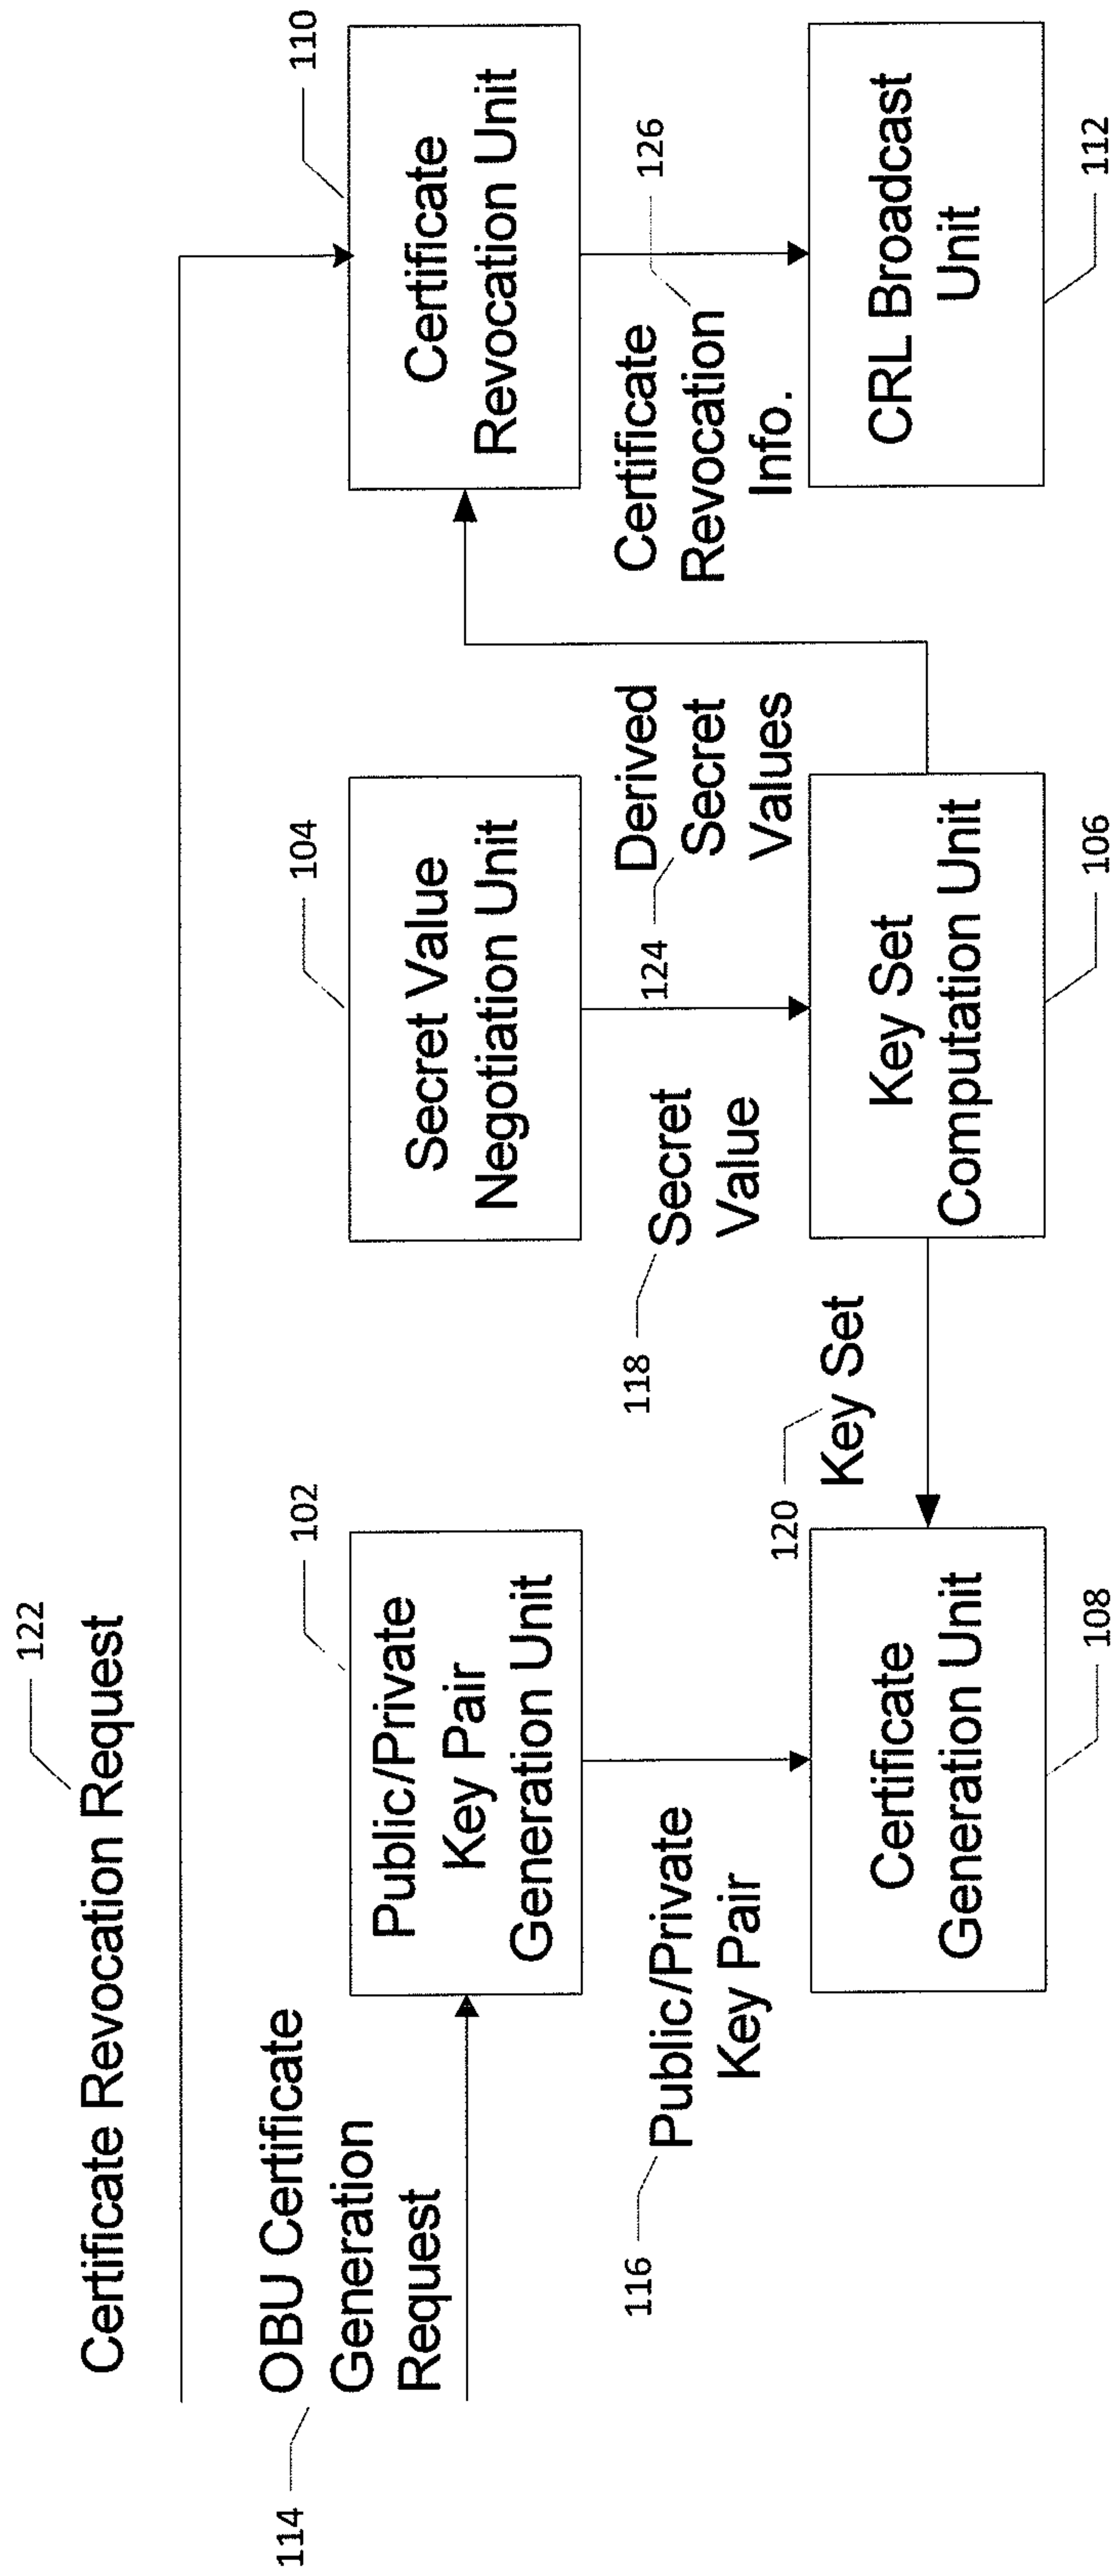 122
Certificate Revocation Request
114
OBU Certificate
Generation
Request
102
Public/Private
Key Pair
Generation Unit
104
Secret Value
Negotiation Unit
110
Certificate
Revocation Unit
116
Public/Private
Key Pair
118
Secret
Value
124
Derived
Secret
Values
126
Certificate
Revocation
Info.
120
Key Set
Certificate
Generation Unit
108
Key Set
Computation Unit
106
CRL Broadcast
Unit
112